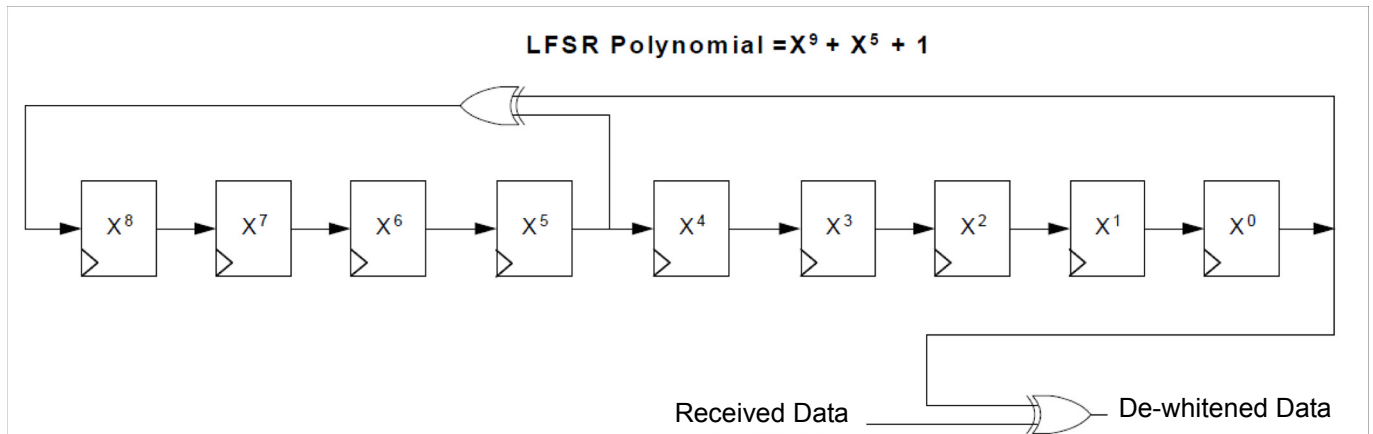 LFSR Polynomial =X⁹ + X⁵ + 1
X⁸ X⁷ X⁶ X⁵ X⁴ X³ X² X¹ X⁰
Received Data De-whitened Data